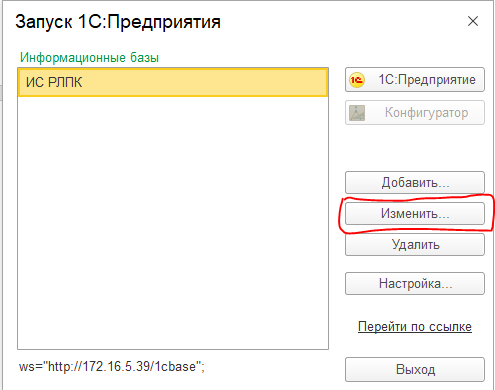 Запуск 1С:Предприятия
Информационные базы
ИС РЛПК
1С:Предприятие
Конфигуратор
Добавить...
Изменить...
Удалить
Настройка...
Перейти по ссылке
ws="http://172.16.5.39/1cbase";
Выход